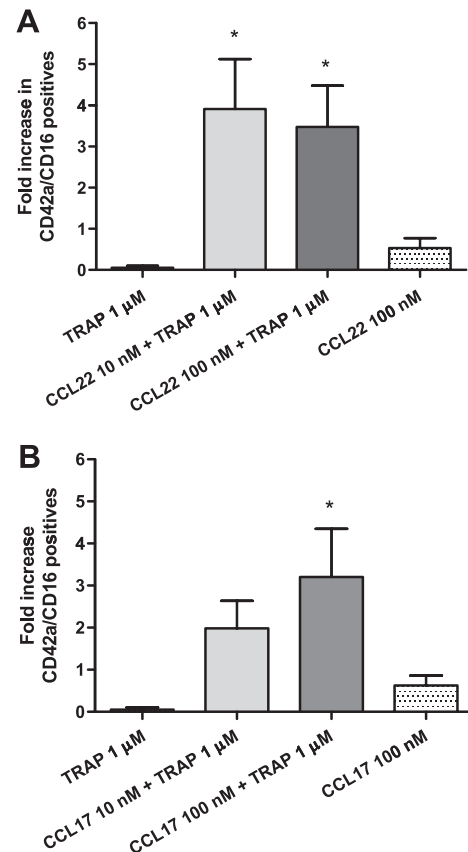 A
Fold increase in
CD42a/CD16 positives
6
5
4
3
2
1
0
*
*
TRAP 1 µM
CCL22 10 nM + TRAP 1 µM
CCL22 100 nM + TRAP 1 µM
CCL22 100 nM
B
Fold increase
CD42a/CD16 positives
6
5
4
3
2
1
0
*
TRAP 1 µM
CCL17 10 nM + TRAP 1 µM
CCL17 100 nM + TRAP 1 µM
CCL17 100 nM